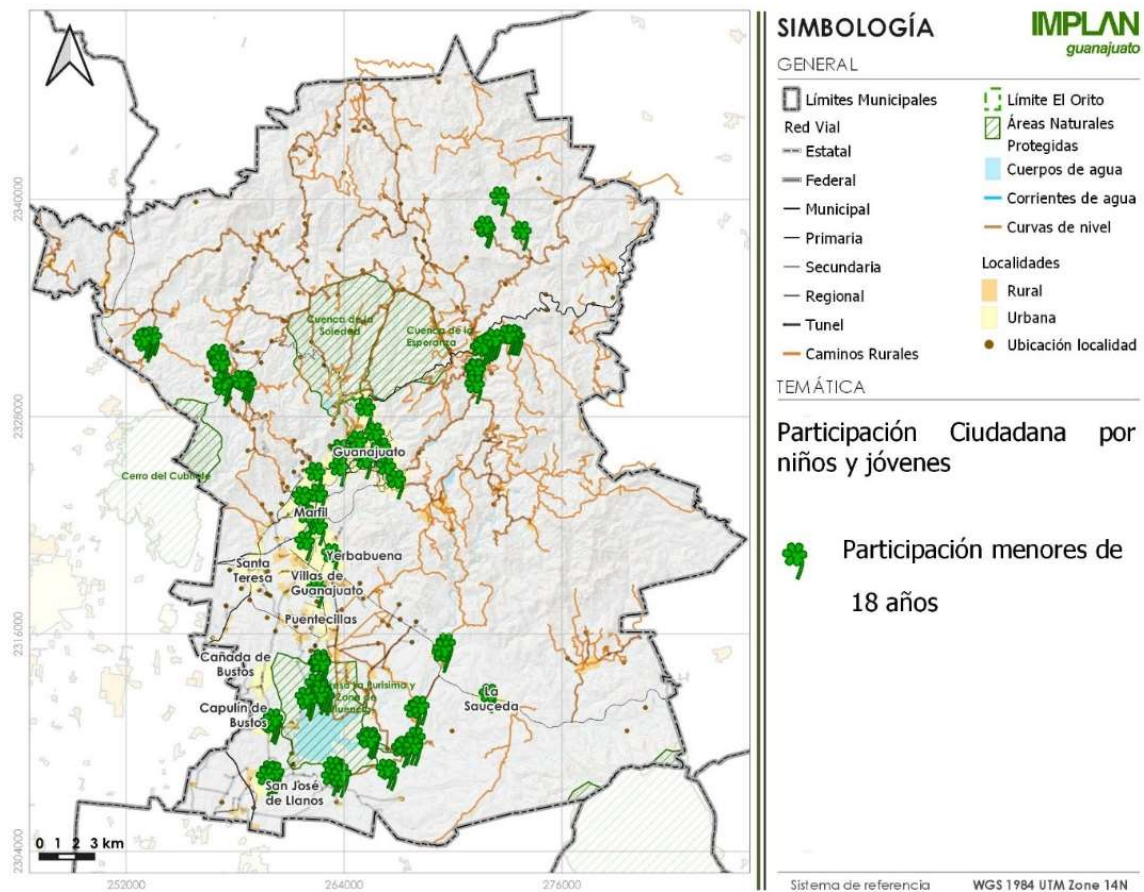 SIMBOLOGÍA
IMPLAN
guanajuato
GENERAL
Límites Municipales
Red Vial
Estatal
Federal
Municipal
Primaria
Secundaria
Regional
Tunel
Caminos Rurales
Límite El Orito
Áreas Naturales
Protegidas
Cuerpos de agua
Corrientes de agua
Curvas de nivel
Localidades
Rural
Urbana
Ubicación localidad
TEMÁTICA
Participación Ciudadana por
niños y jóvenes
Participación menores de
18 años
Sistema de referencia WGS 1984 UTM Zone 14N
2340000
2328000
2316000
2304000
252000
264000
276000
0 1 2 3 km
Cuenca de la
Soledad
Cuenca de la
Esperanza
Cerro del Cubilete
Guanajuato
Marfil
Yerbabuena
Santa
Teresa
Villas de
Guanajuato
Puentecillas
Cañada de
Bustos
Purisima y
Zona de
Capulín de
Bustos
La
Sauceda
San José
de Llanos